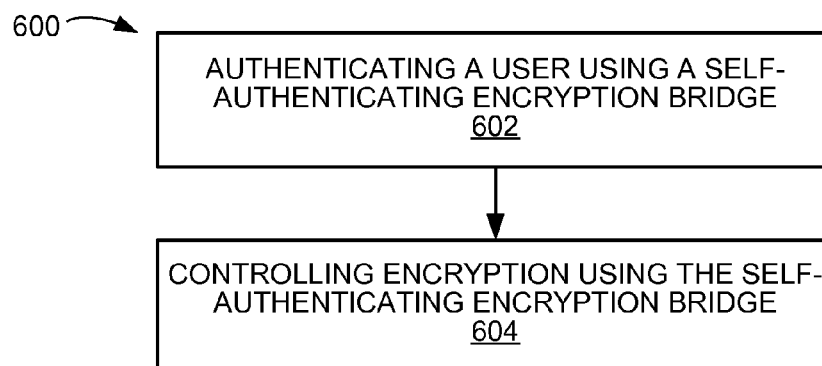 600
AUTHENTICATING A USER USING A SELF-
AUTHENTICATING ENCRYPTION BRIDGE
602
CONTROLLING ENCRYPTION USING THE SELF-
AUTHENTICATING ENCRYPTION BRIDGE
604